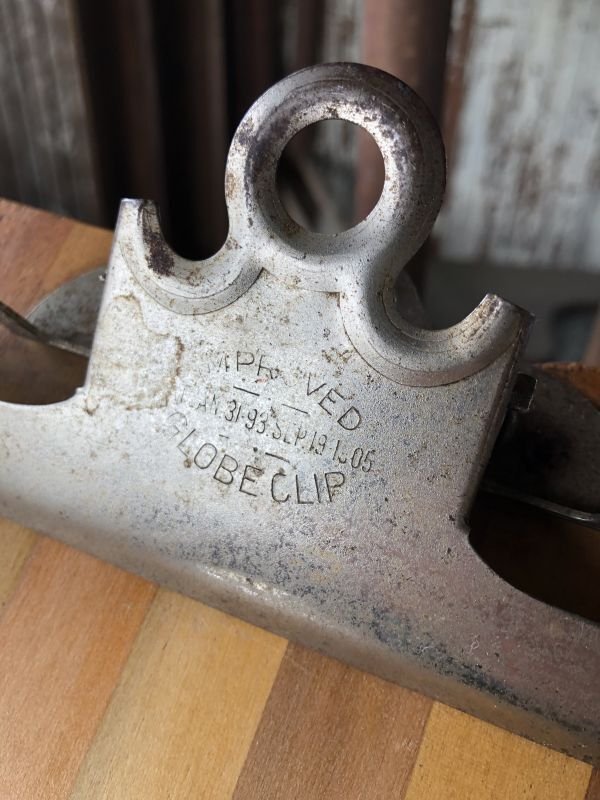 IMPROVED
JAN 31-93. SEP. 19-1905
GLOBE CLIP